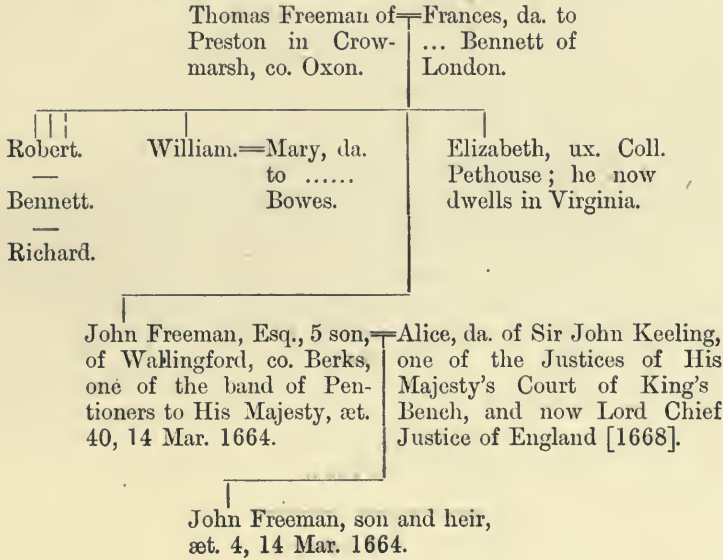 Thomas Freeman of
Preston in Crow-
marsh, co. Oxon.
Frances, da. to
... Bennett of
London.
Robert.
—
Bennett.
—
Richard.
William.
Mary, da.
to ......
Bowes.
Elizabeth, ux. Coll.
Pethouse; he now
dwells in Virginia.
John Freeman, Esq., 5 son,
of Wallingford, co. Berks,
one of the band of Pen-
tioners to His Majesty, æt.
40, 14 Mar. 1664.
Alice, da. of Sir John Keeling,
one of the Justices of His
Majesty's Court of King's
Bench, and now Lord Chief
Justice of England [1668].
John Freeman, son and heir,
æt. 4, 14 Mar. 1664.